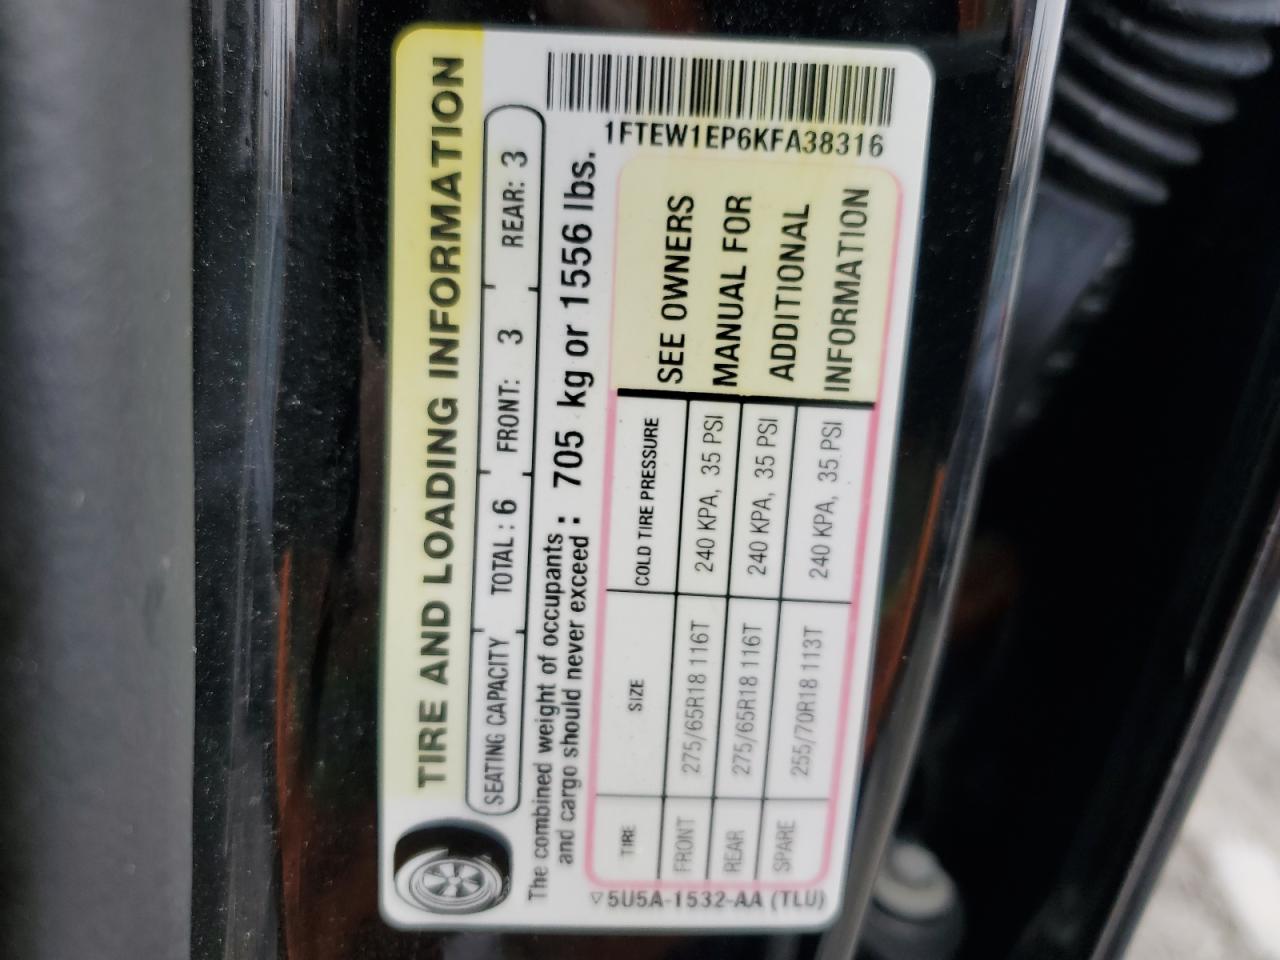 TIRE AND LOADING INFORMATION
SEATING CAPACITY TOTAL : 6 FRONT: 3 REAR: 3
The combined weight of occupants
and cargo should never exceed : 705 kg or 1556 lbs.
TIRE SIZE COLD TIRE PRESSURE
FRONT 275/65R18 116T 240 KPA, 35 PSI
REAR 275/65R18 116T 240 KPA, 35 PSI
SPARE 255/70R18 113T 240 KPA, 35 PSI
SEE OWNERS
MANUAL FOR
ADDITIONAL
INFORMATION
1FTEW1EP6KFA38316
▽5U5A-1532-AA (TLU)